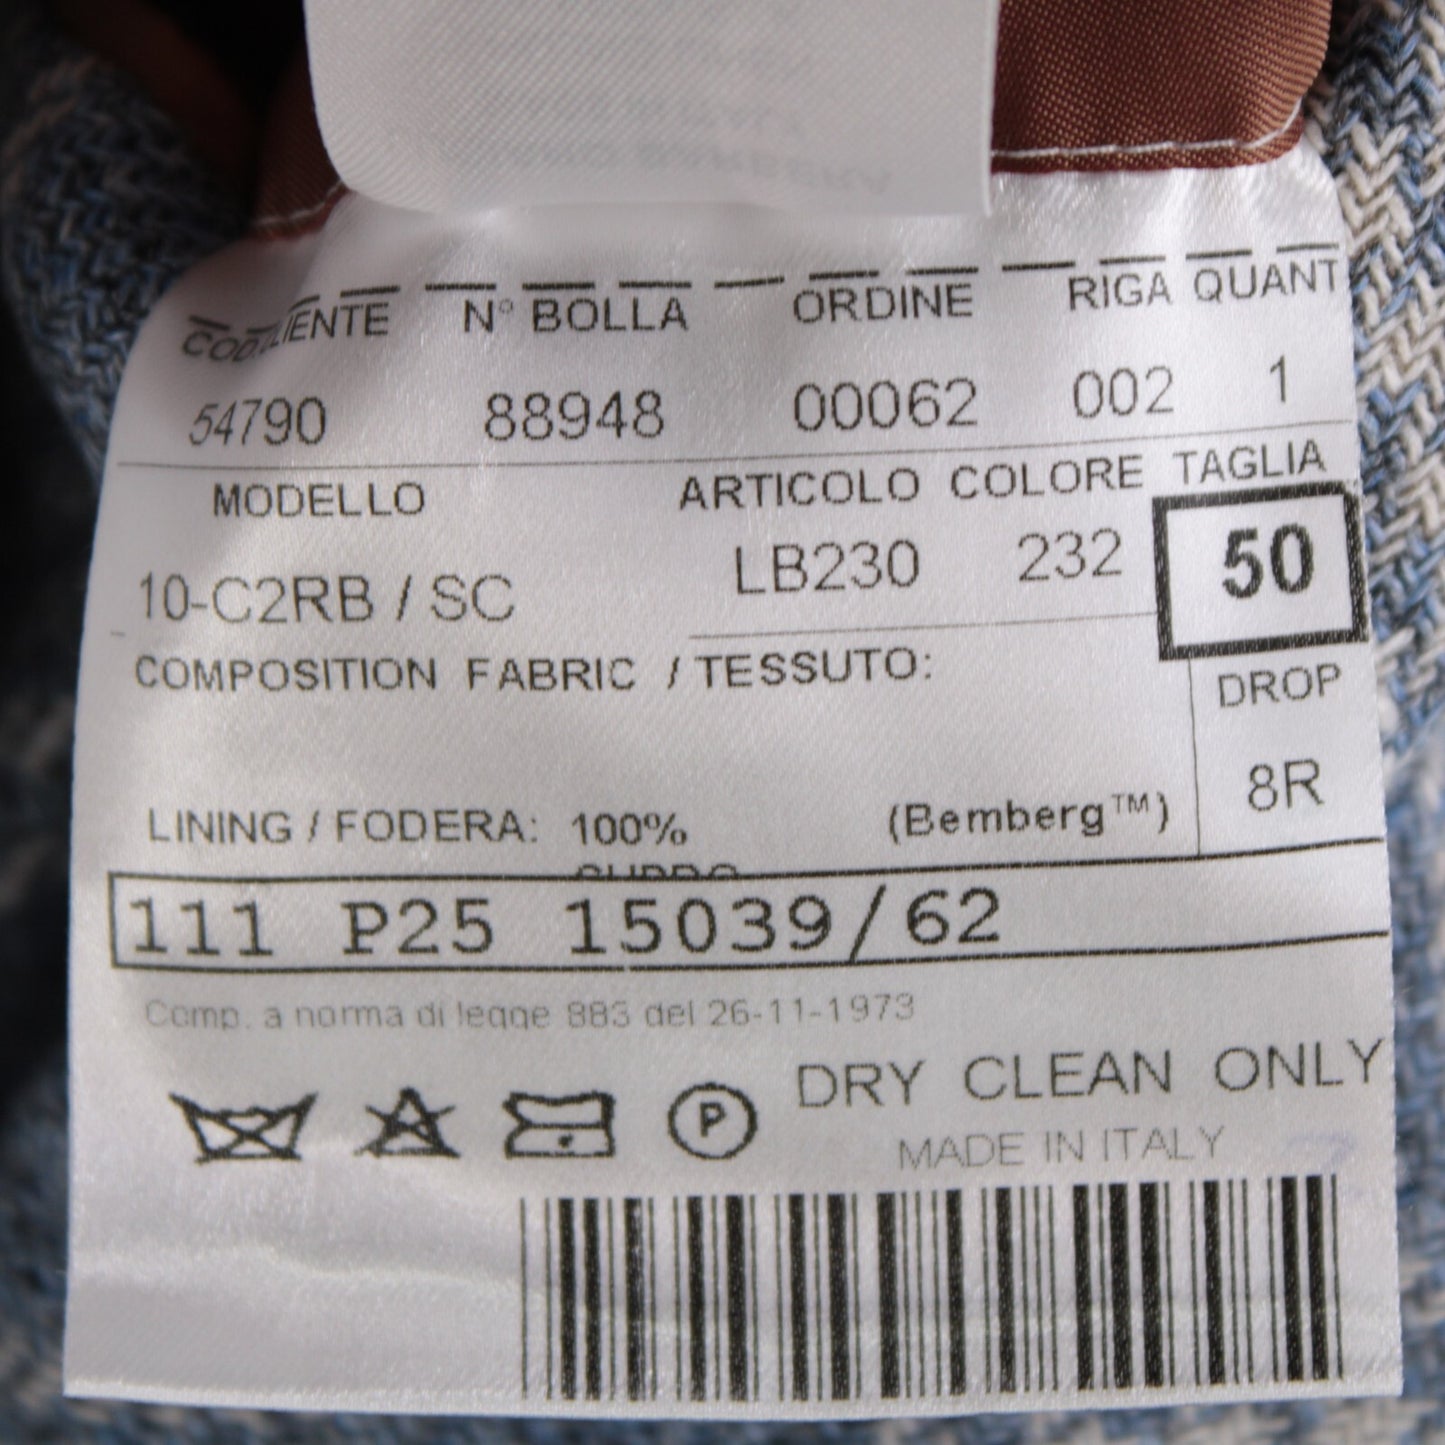 COD.CLIENTE N° BOLLA ORDINE RIGA QUANT
54790 88948 00062 002 1
MODELLO ARTICOLO COLORE TAGLIA
10-C2RB / SC LB230 232 50
COMPOSITION FABRIC / TESSUTO:
DROP
8R
LINING / FODERA: 100% (Bemberg™)
111 P25 15039/62
Comp. a norma di legge 883 del 26-11-1973
P DRY CLEAN ONLY
MADE IN ITALY